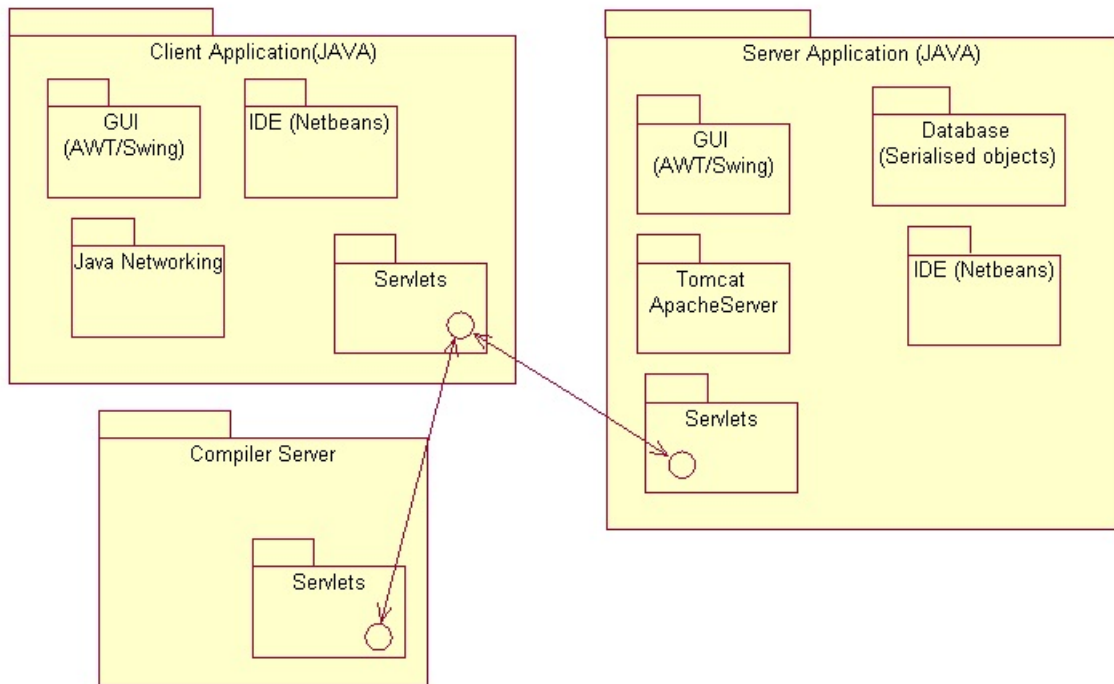 Client Application(JAVA)
GUI
(AWT/Swing)
IDE (Netbeans)
Java Networking
Servlets
Server Application (JAVA)
GUI
(AWT/Swing)
Database
(Serialised objects)
Tomcat
ApacheServer
IDE (Netbeans)
Servlets
Compiler Server
Servlets